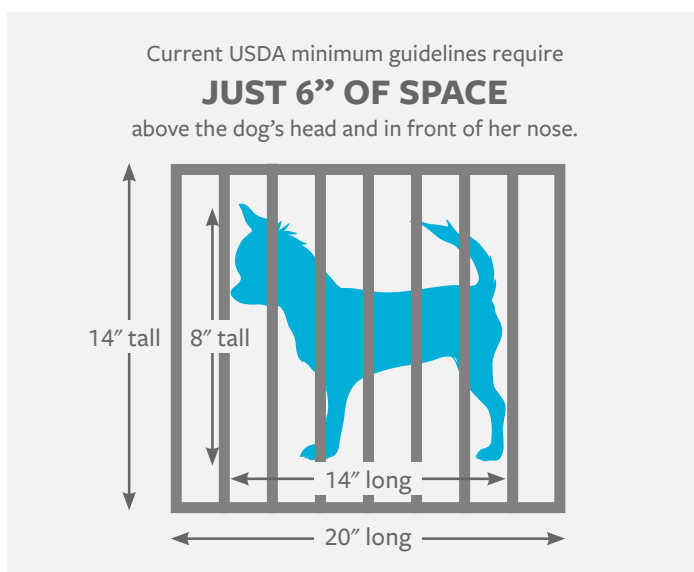 Current USDA minimum guidelines require
JUST 6” OF SPACE
above the dog’s head and in front of her nose.
14″ tall
8″ tall
14″ long
20″ long